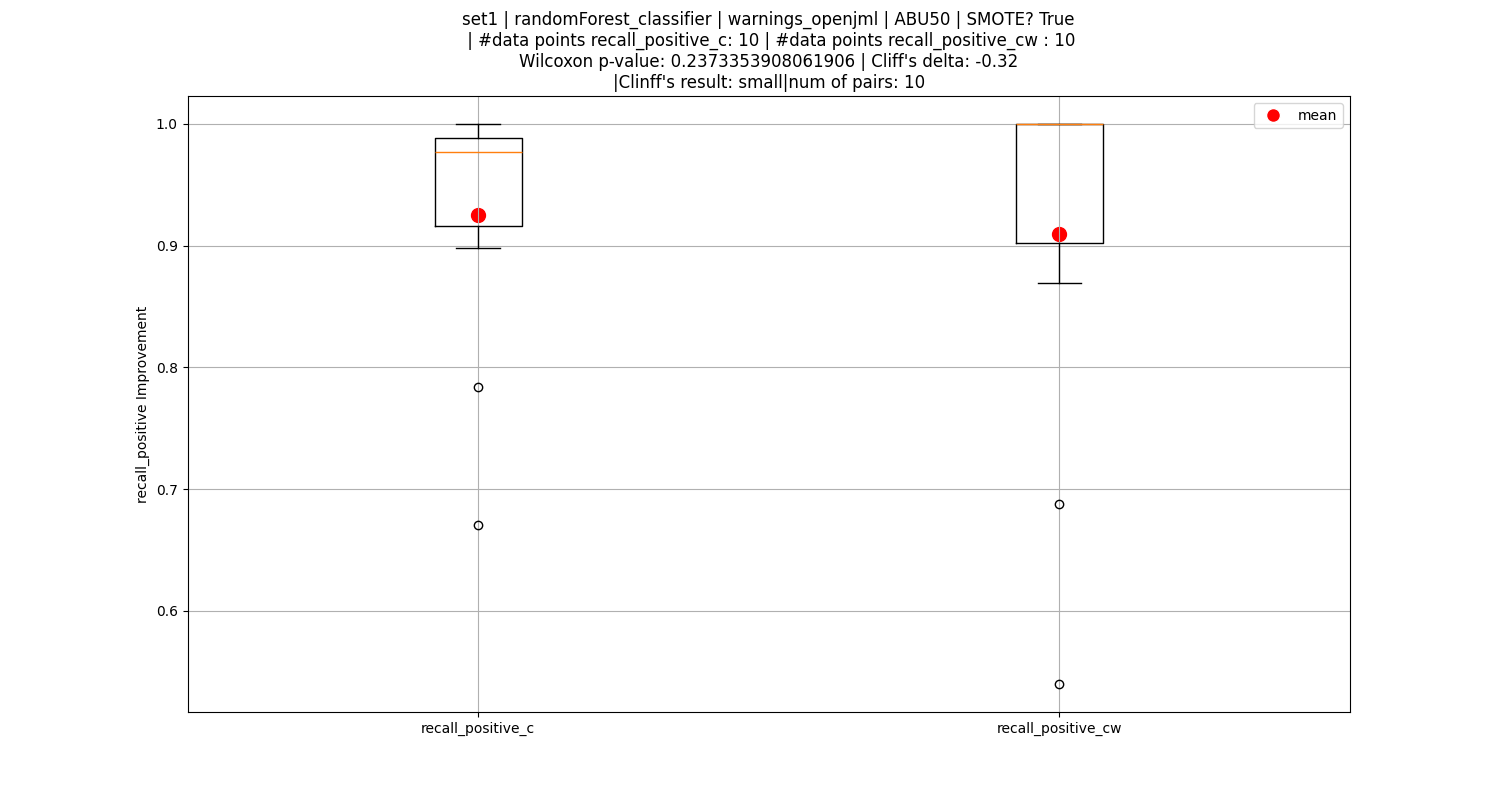 set1 | randomForest_classifier | warnings_openjml | ABU50 | SMOTE? True
| #data points recall_positive_c: 10 | #data points recall_positive_cw : 10
Wilcoxon p-value: 0.2373353908061906 | Cliff's delta: -0.32
|Clinff's result: small|num of pairs: 10
mean
1.0
0.9
0.8
0.7
0.6
recall_positive Improvement
recall_positive_c
recall_positive_cw